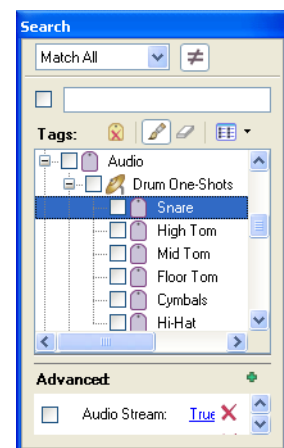 Search
Match All
Tags:
Audio
Drum One-Shots
Snare
High Tom
Mid Tom
Floor Tom
Cymbals
Hi-Hat
Advanced:
Audio Stream: True